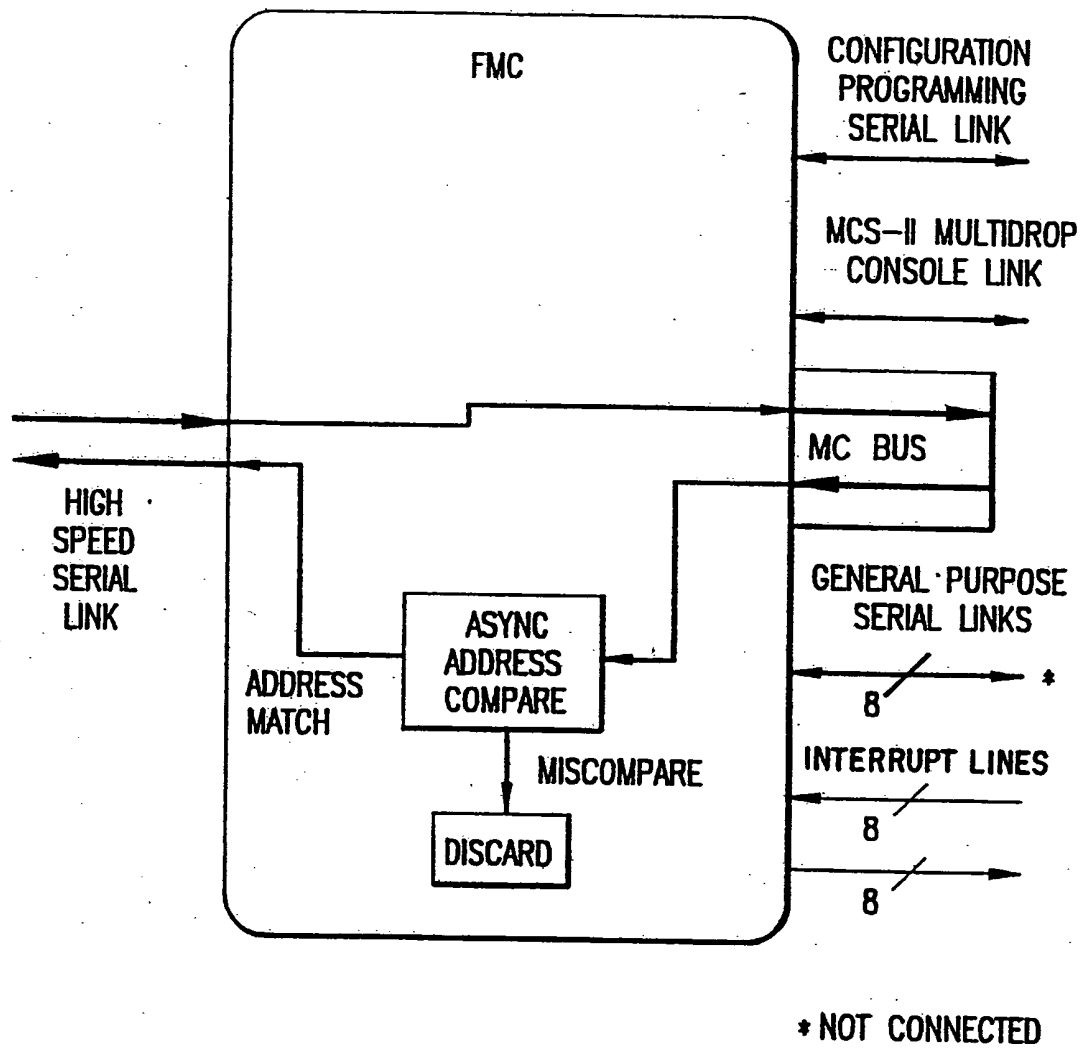 FMC
CONFIGURATION
PROGRAMMING
SERIAL LINK
MCS-II MULTIDROP
CONSOLE LINK
MC BUS
HIGH
SPEED
SERIAL
LINK
GENERAL PURPOSE
SERIAL LINKS
8
*
ASYNC
ADDRESS
COMPARE
ADDRESS
MATCH
MISCOMPARE
DISCARD
INTERRUPT LINES
8
8
* NOT CONNECTED